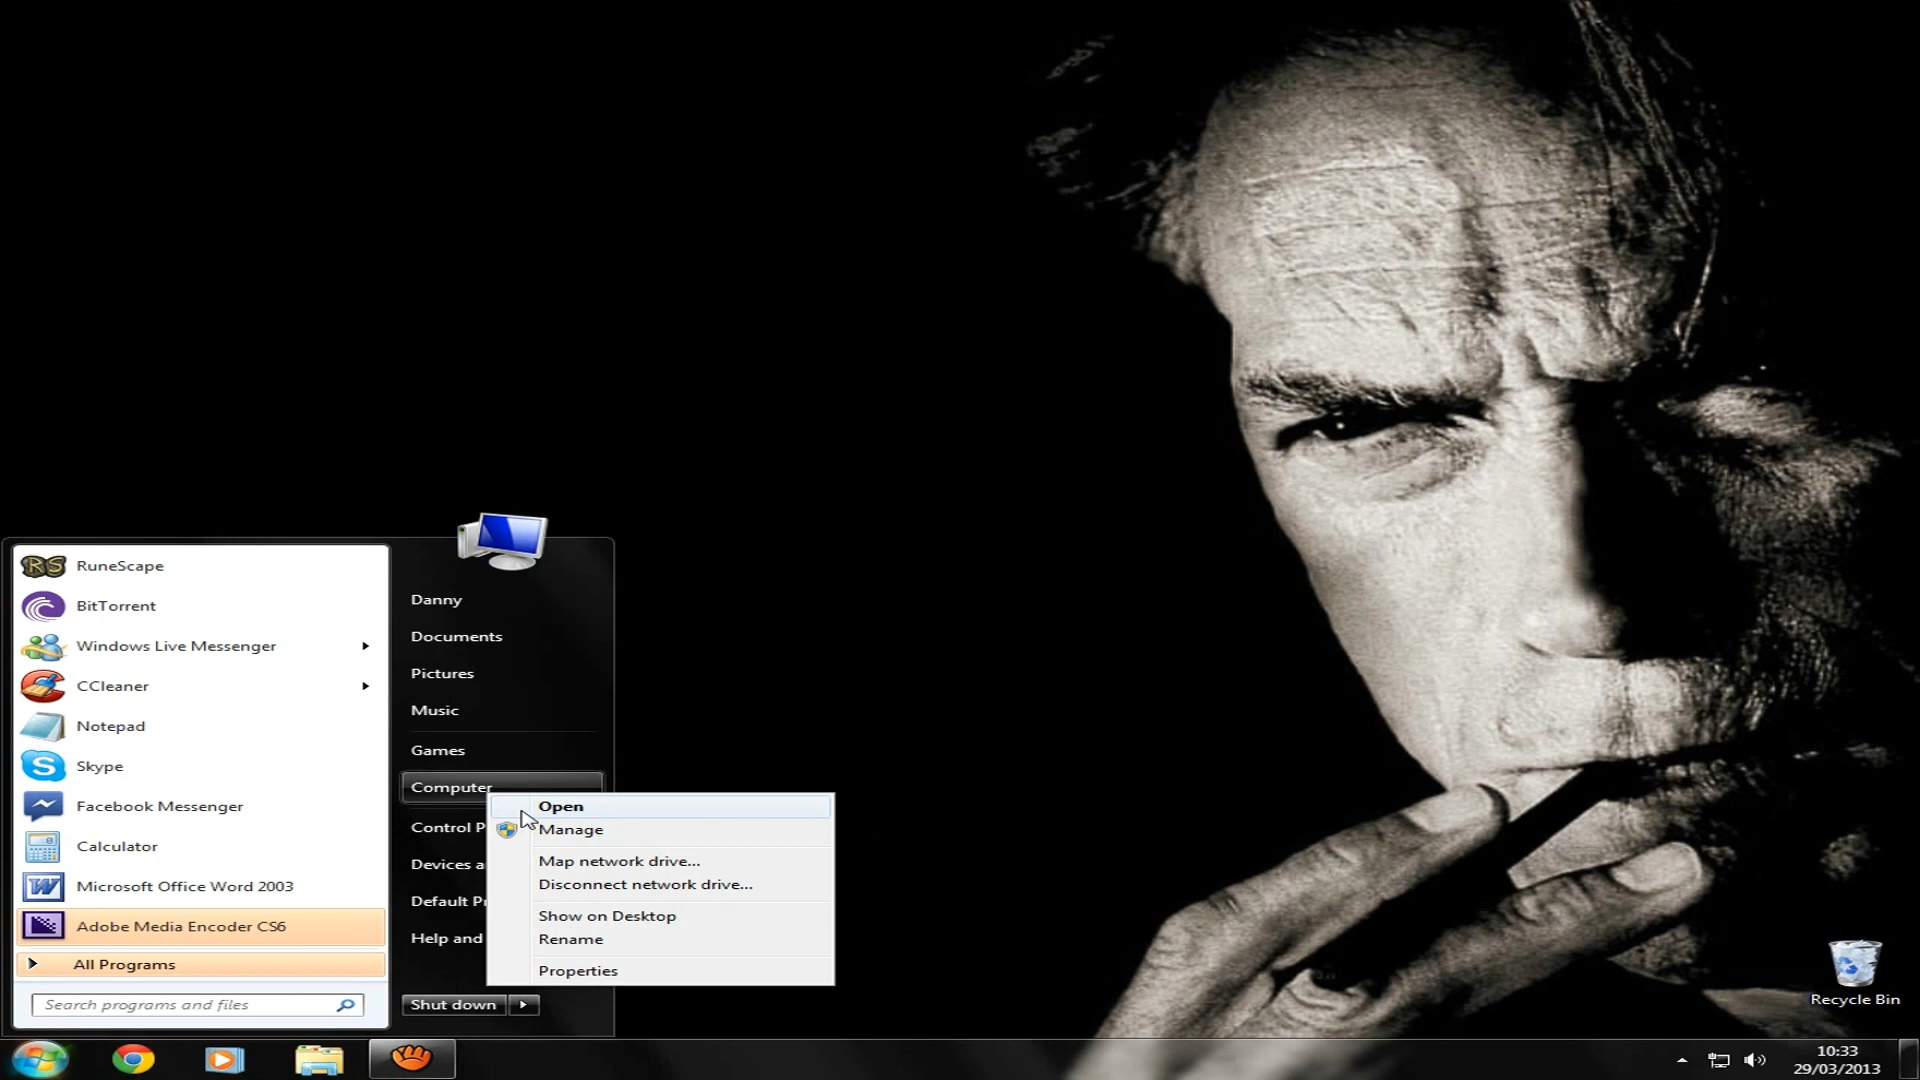 RuneScape
BitTorrent
Windows Live Messenger
CCleaner
Notepad
Skype
Facebook Messenger
Calculator
Microsoft Office Word 2003
Adobe Media Encoder CS6
All Programs
Search programs and files
Danny
Documents
Pictures
Music
Games
Computer
Control P
Devices a
Default P
Help and
Shut down
Open
Manage
Map network drive...
Disconnect network drive...
Show on Desktop
Rename
Properties
Recycle Bin
10:33
29/03/2013